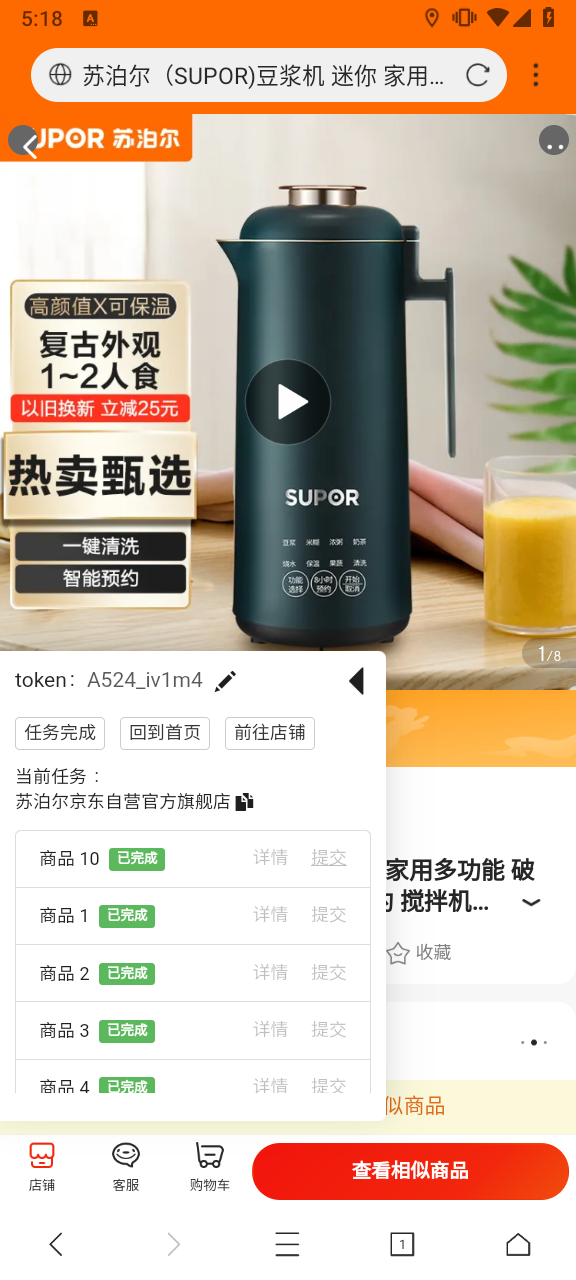 5:18
苏泊尔（SUPOR)豆浆机 迷你 家用...
SUPOR 苏泊尔
高颜值X可保温
复古外观
1~2人食
以旧换新 立减25元
热卖甄选
一键清洗
智能预约
SUPOR
豆浆 米糊 浓粥 奶茶
烧水 保温 果蔬 清洗
功能选择 8小时预约 开始取消
1/8
token： A524_iv1m4
任务完成 回到首页 前往店铺
当前任务：
苏泊尔京东自营官方旗舰店
商品 10 已完成 详情 提交
商品 1 已完成 详情 提交
商品 2 已完成 详情 提交
商品 3 已完成 详情 提交
商品 4 已完成 详情 提交
家用多功能 破
搅拌机...
收藏
似商品
店铺 客服 购物车 查看相似商品
1